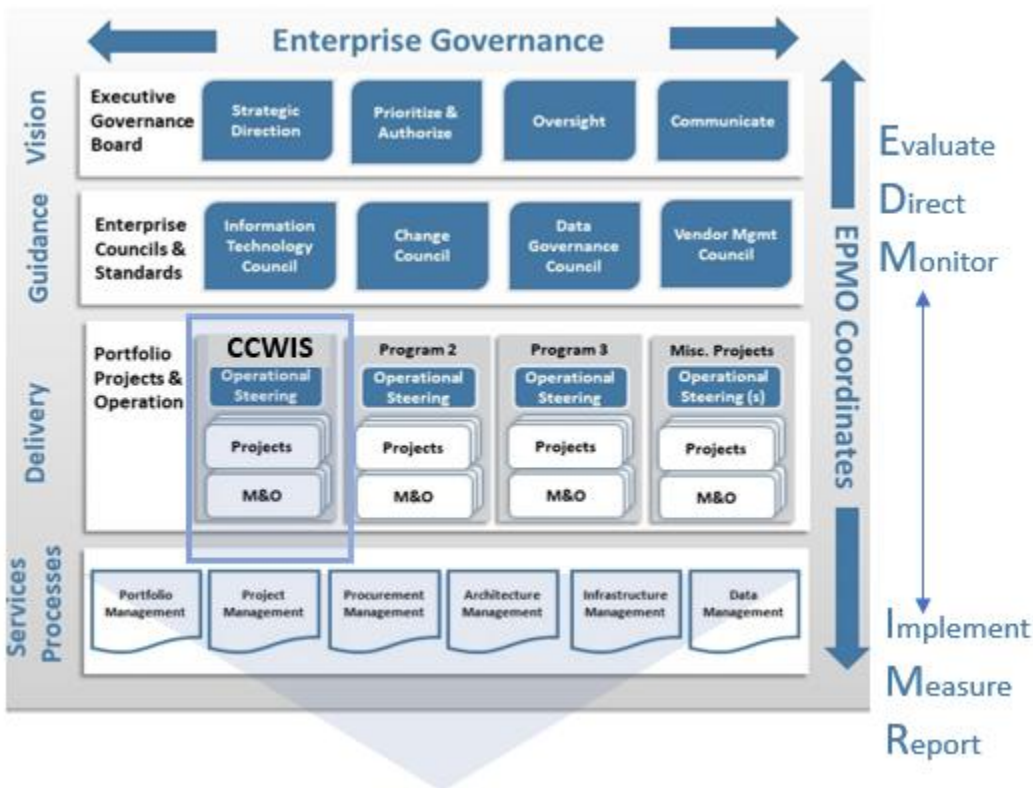 Enterprise Governance
Vision
Executive
Governance
Board
Strategic
Direction
Prioritize &
Authorize
Oversight
Communicate
Guidance
Enterprise
Councils &
Standards
Information
Technology
Council
Change
Council
Data
Governance
Council
Vendor Mgmt
Council
Delivery
Portfolio
Projects &
Operation
CCWIS
Operational
Steering
Projects
M&O
Program 2
Operational
Steering
Projects
M&O
Program 3
Operational
Steering
Projects
M&O
Misc. Projects
Operational
Steering (s)
Projects
M&O
Services
Processes
Portfolio
Management
Project
Management
Procurement
Management
Architecture
Management
Infrastructure
Management
Data
Management
EPMO Coordinates
Evaluate
Direct
Monitor
Implement
Measure
Report